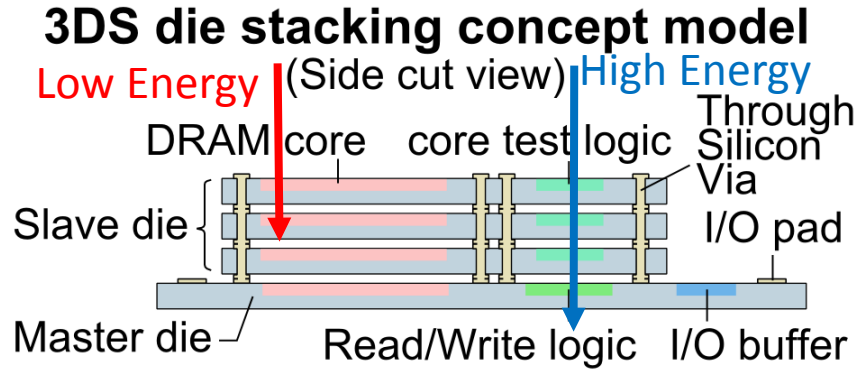 3DS die stacking concept model
Low Energy
(Side cut view)
High Energy
DRAM core
core test logic
Through
Silicon
Via
Slave die
I/O pad
Master die
Read/Write logic
I/O buffer